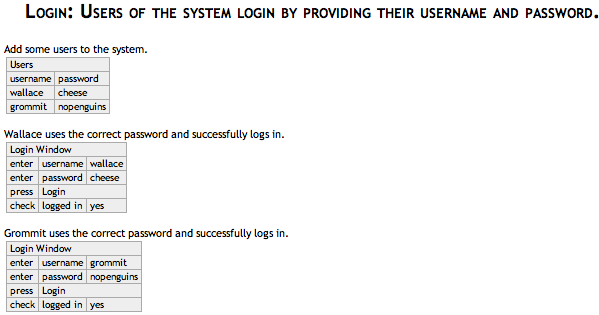 Login: Users of the system login by providing their username and password.
Add some users to the system.
Users
username password
wallace cheese
grommit nopenguins
Wallace uses the correct password and successfully logs in.
Login Window
enter username wallace
enter password cheese
press Login
check logged in yes
Grommit uses the correct password and successfully logs in.
Login Window
enter username grommit
enter password nopenguins
press Login
check logged in yes